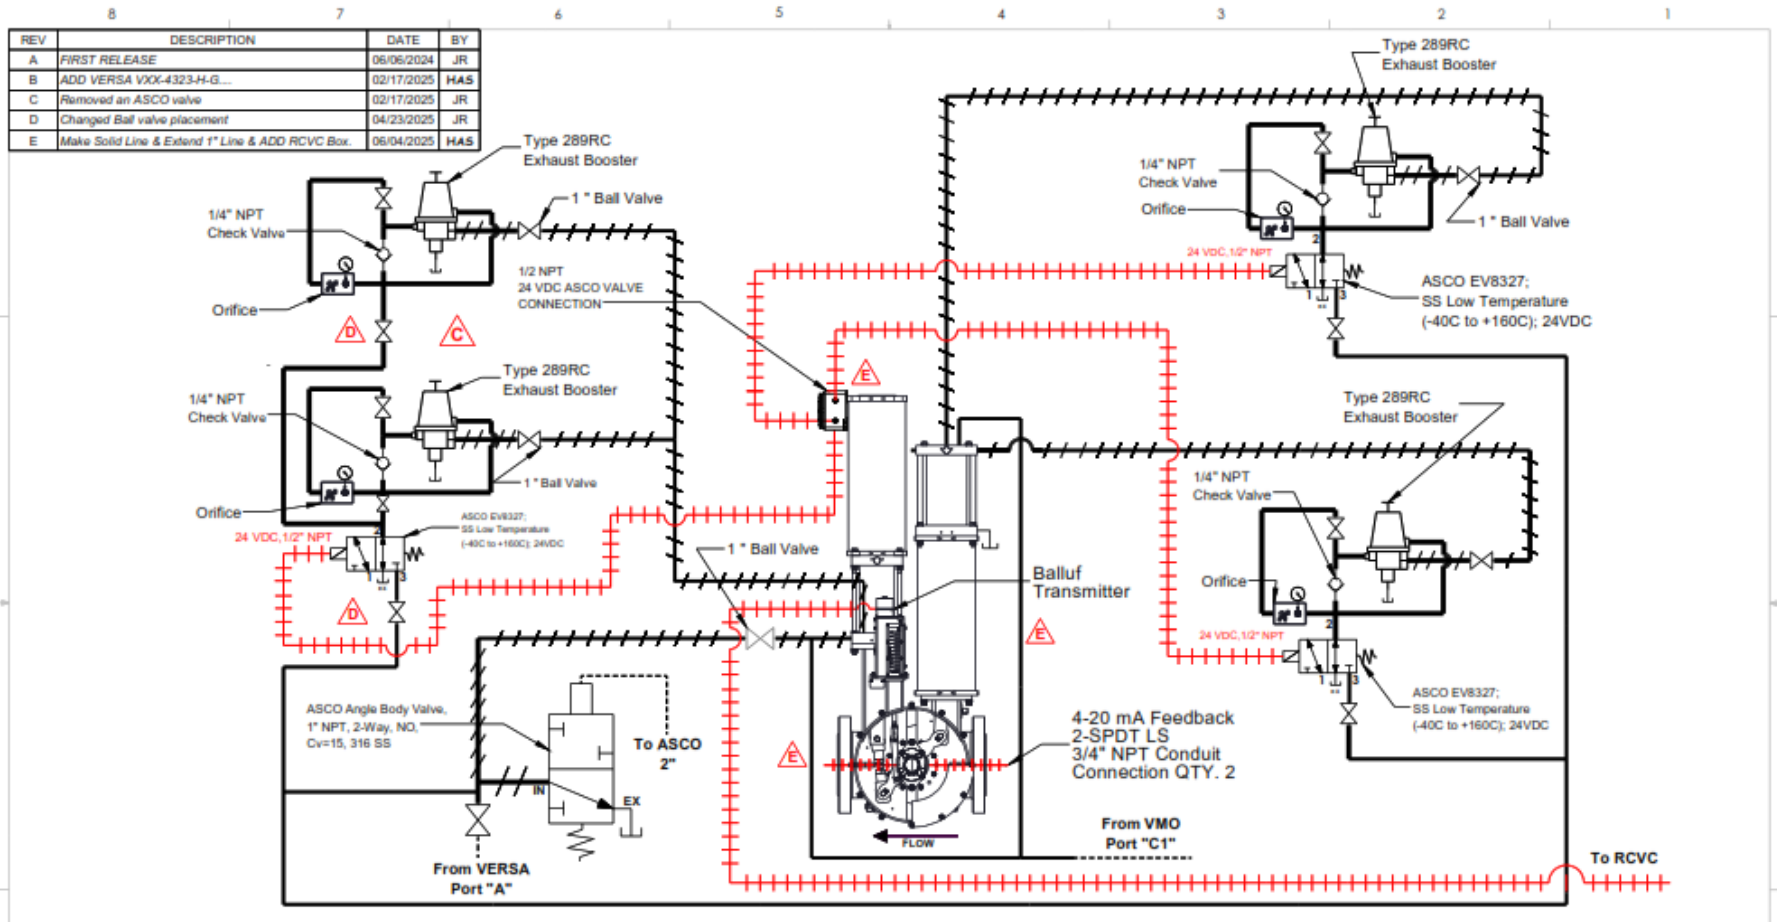 8 7 6 5 4 3 2 1
REV DESCRIPTION DATE BY
A FIRST RELEASE 06/06/2024 JR
B ADD VERSA VXX-4323-H-G.... 02/17/2025 HAS
C Removed an ASCO valve 02/17/2025 JR
D Changed Ball valve placement 04/23/2025 JR
E Make Solid Line & Extend 1" Line & ADD RCVC Box. 06/04/2025 HAS
Type 289RC
Exhaust Booster
1 " Ball Valve
1/4" NPT
Check Valve
Orifice
D
C
1/2 NPT
24 VDC ASCO VALVE
CONNECTION
Type 289RC
Exhaust Booster
1/4" NPT
Check Valve
1 " Ball Valve
Orifice
2
24 VDC,1/2" NPT
1
3
ASCO EV8327;
SS Low Temperature
(-40C to +160C); 24VDC
D
Type 289RC
Exhaust Booster
1/4" NPT
Check Valve
Orifice
1 " Ball Valve
2
24 VDC,1/2" NPT
1
3
ASCO EV8327;
SS Low Temperature
(-40C to +160C); 24VDC
E
Type 289RC
Exhaust Booster
1/4" NPT
Check Valve
Orifice
2
24 VDC,1/2" NPT
1
3
ASCO EV8327;
SS Low Temperature
(-40C to +160C); 24VDC
1 " Ball Valve
Balluf
Transmitter
E
ASCO Angle Body Valve,
1" NPT, 2-Way, NO,
Cv=15, 316 SS
To ASCO
2"
IN
EX
E
4-20 mA Feedback
2-SPDT LS
3/4" NPT Conduit
Connection QTY. 2
FLOW
From VMO
Port "C1"
From VERSA
Port "A"
To RCVC